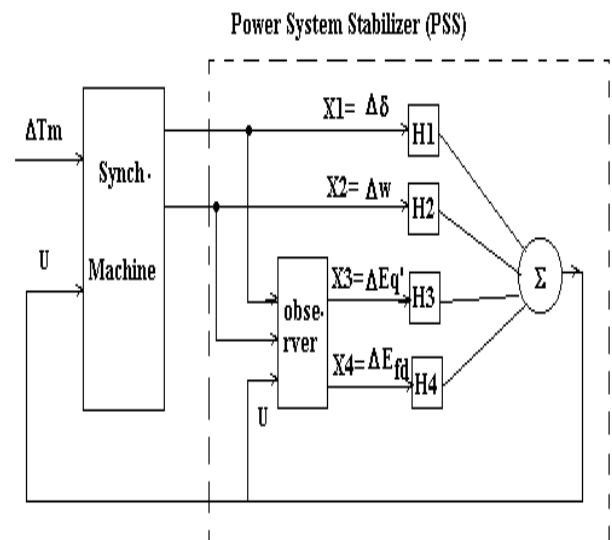 Power System Stabilizer (PSS)
ΔTm
U
Synch-
Machine
X1= Δδ
H1
X2= Δw
H2
Σ
obse-
rver
X3=ΔEq'
H3
X4=ΔEfd
H4
U